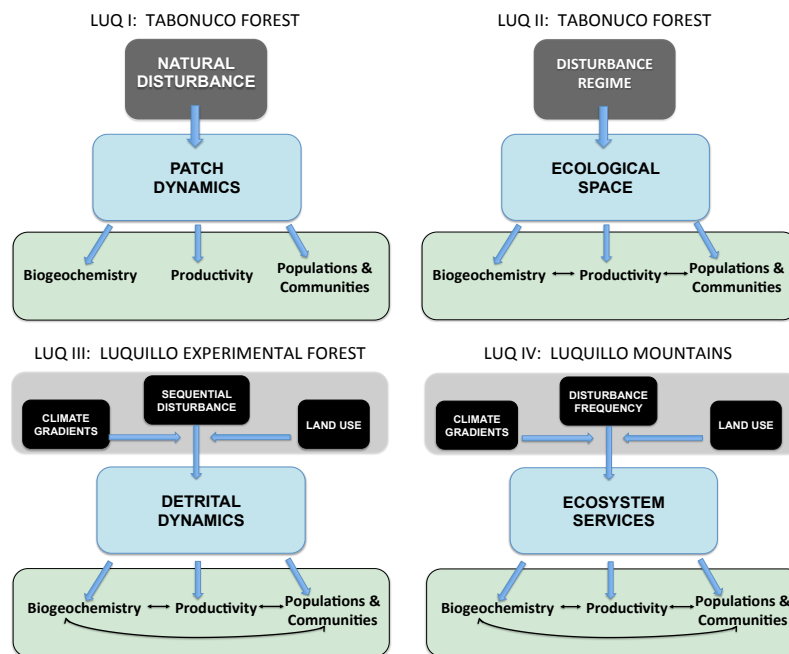 LUQ I: TABONUCO FOREST
NATURAL
DISTURBANCE
PATCH
DYNAMICS
Biogeochemistry
Productivity
Populations &
Communities
LUQ II: TABONUCO FOREST
DISTURBANCE
REGIME
ECOLOGICAL
SPACE
Biogeochemistry
Productivity
Populations &
Communities
LUQ III: LUQUILLO EXPERIMENTAL FOREST
CLIMATE
GRADIENTS
SEQUENTIAL
DISTURBANCE
LAND USE
DETRITAL
DYNAMICS
Biogeochemistry
Productivity
Populations &
Communities
LUQ IV: LUQUILLO MOUNTAINS
CLIMATE
GRADIENTS
DISTURBANCE
FREQUENCY
LAND USE
ECOSYSTEM
SERVICES
Biogeochemistry
Productivity
Populations &
Communities